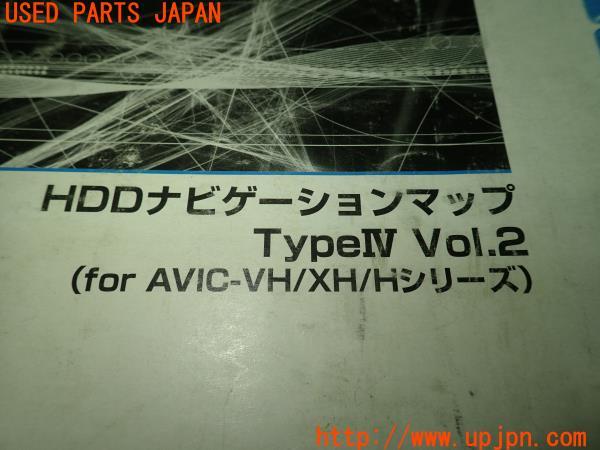 USED PARTS JAPAN
HDDナビゲーションマップ
TypeⅣ Vol.2
(for AVIC-VH/XH/Hシリーズ)
http://www.upjpn.com